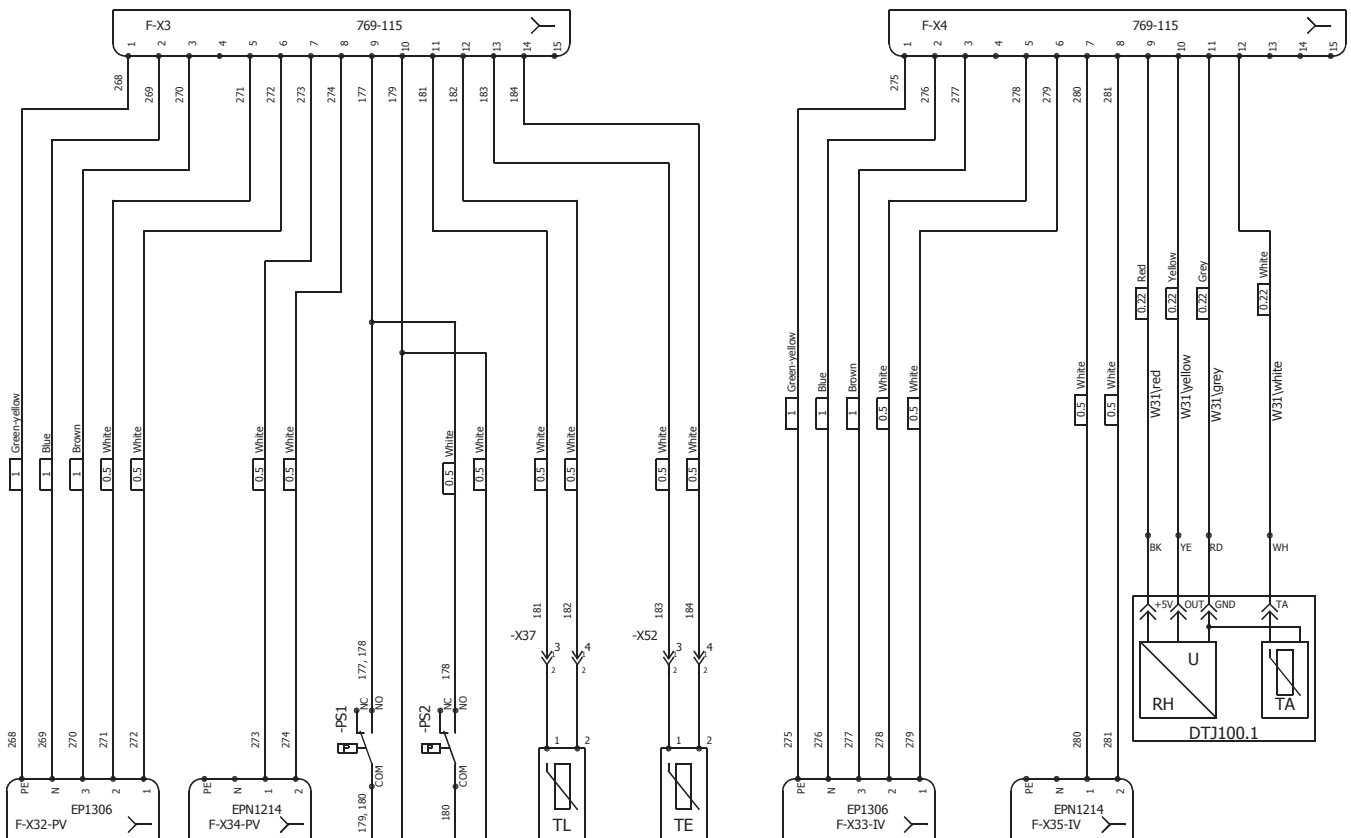 F-X3 769-115
F-X4 769-115
1 2 3 4 5 6 7 8 9 10 11 12 13 14 15
1 2 3 4 5 6 7 8 9 10 11 12 13 14 15
268 269 270 271 272 273 274 177 179 181 182 183 184
275 276 277 278 279 280 281
0.22 Red
0.22 Yellow
0.22 Grey
0.22 White
1 Green-yellow
1 Blue
1 Brown
0.5 White
0.5 White
0.5 White
0.5 White
0.5 White
0.5 White
0.5 White
0.5 White
0.5 White
0.5 White
1 Green-yellow
1 Blue
1 Brown
0.5 White
0.5 White
0.5 White
0.5 White
W31\red
W31\yellow
W31\grey
W31\white
BK YE RD WH
+5V OUT GND TA
181 182 183 184
-X37 3 4
1 1
2 2
-X52 3 4
1 1
2 2
177, 178
178
-PS1 NC NO
P
COM
179, 180
-PS2 NC NO
P
COM
180
U
RH
TA
DTJ100.1
268 269 270 271 272 273 274
275 276 277 278 279 280 281
1 2
TL
1 2
TE
PE N 3 2 1
EP1306
F-X32-PV
PE N 1 2
EPN1214
F-X34-PV
PE N 3 2 1
EP1306
F-X33-IV
PE N 1 2
EPN1214
F-X35-IV